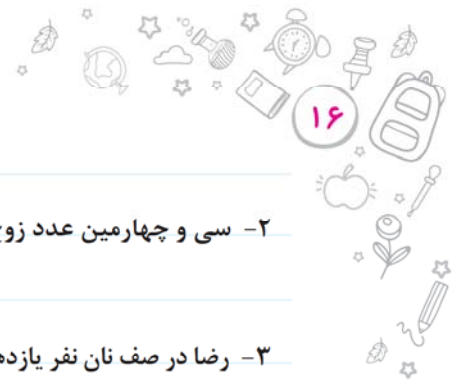 ۱۶
۲- سی و چهارمین عدد زوج
۳- رضا در صف نان نفر یازده